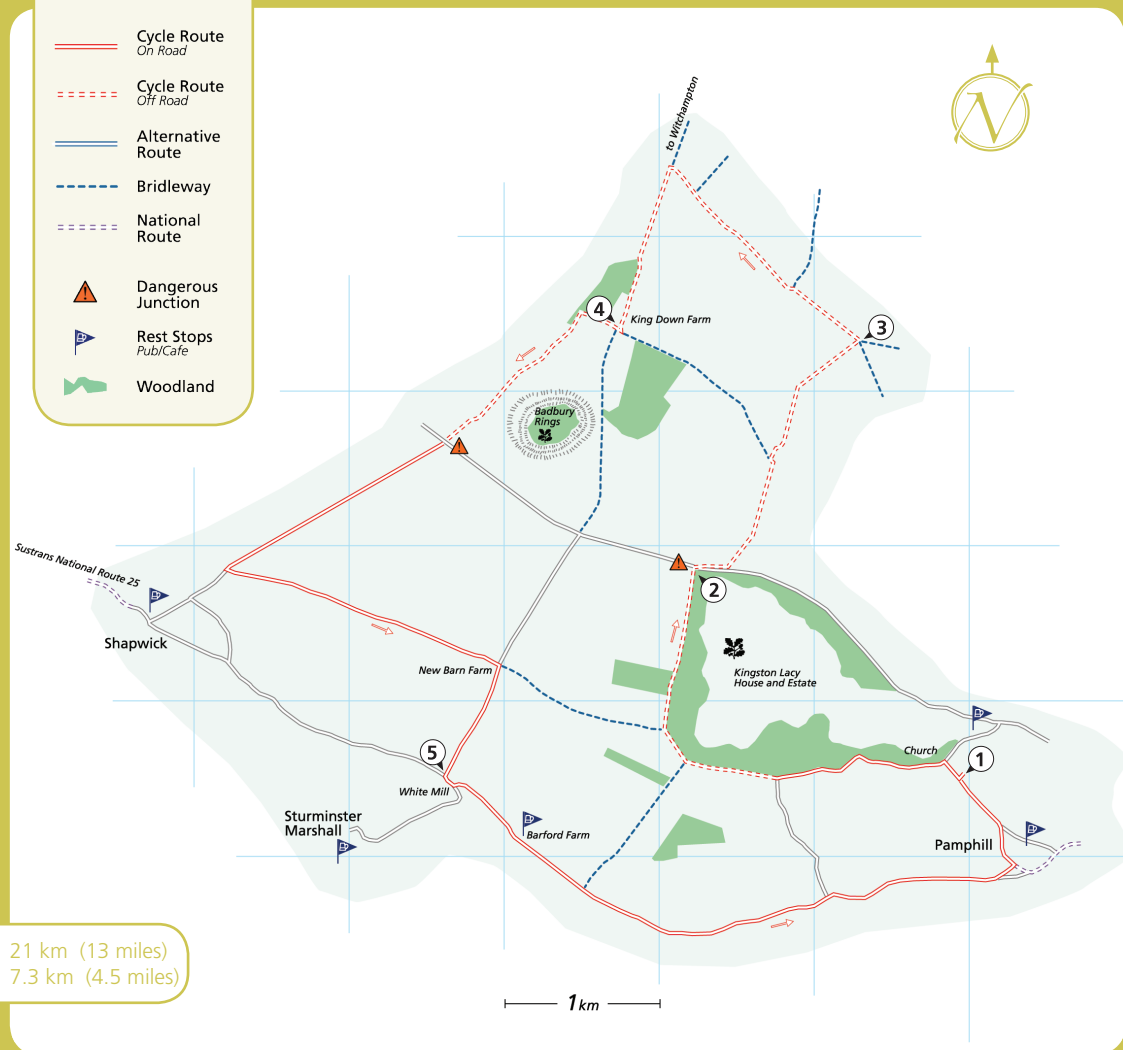 Cycle Route
On Road
Cycle Route
Off Road
Alternative
Route
Bridleway
National
Route
Dangerous
Junction
Rest Stops
Pub/Cafe
Woodland
N
to Witchampton
4
King Down Farm
3
Badbury
Rings
Sustrans National Route 25
2
Shapwick
New Barn Farm
Kingston Lacy
House and Estate
Church
1
5
White Mill
Sturminster
Marshall
Barford Farm
Pamphill
21 km (13 miles)
7.3 km (4.5 miles)
1km